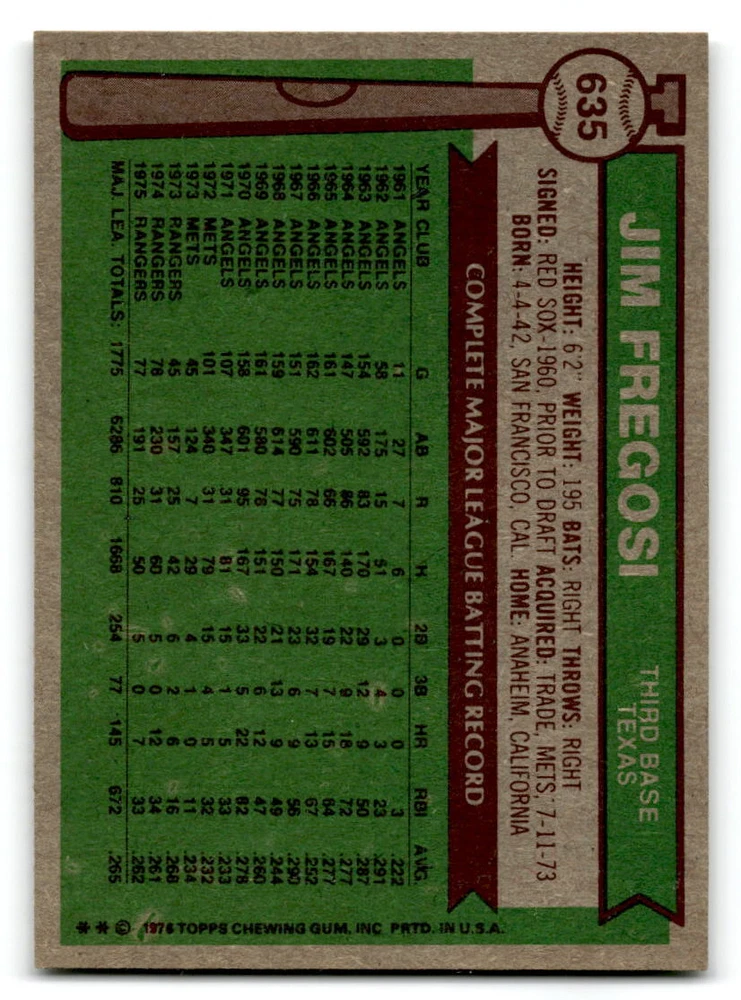 635
JIM FREGOSI
THIRD BASE
TEXAS
HEIGHT: 6'2" WEIGHT: 195 BATS: RIGHT THROWS: RIGHT
SIGNED: RED SOX-1960, PRIOR TO DRAFT ACQUIRED: TRADE, METS, 7-11-73
BORN: 4-4-42, SAN FRANCISCO, CAL. HOME: ANAHEIM, CALIFORNIA
COMPLETE MAJOR LEAGUE BATTING RECORD
YEAR CLUB G AB R H 2B 3B HR RBI AVG.
1961 ANGELS 11 27 7 6 0 0 0 3 .222
1962 ANGELS 58 175 15 51 3 4 3 23 .291
1963 ANGELS 154 592 83 170 29 12 9 50 .287
1964 ANGELS 147 505 86 140 22 9 18 72 .277
1965 ANGELS 161 602 66 167 19 7 15 64 .277
1966 ANGELS 162 611 78 154 32 7 13 67 .252
1967 ANGELS 151 590 75 171 23 6 9 56 .290
1968 ANGELS 159 614 77 150 21 13 9 49 .244
1969 ANGELS 161 580 78 151 22 6 12 47 .260
1970 ANGELS 158 601 95 167 33 5 22 82 .278
1971 ANGELS 107 347 31 81 15 1 5 33 .233
1972 METS 101 340 31 79 15 4 5 32 .232
1973 METS 45 124 7 29 4 1 0 11 .234
1973 RANGERS 45 157 25 42 6 2 6 16 .268
1974 RANGERS 78 230 31 60 5 0 12 34 .261
1975 RANGERS 77 191 25 50 5 0 7 33 .262
MAJ. LEA. TOTALS: 1775 6286 810 1668 254 77 145 672 .265
** © 1976 TOPPS CHEWING GUM, INC PRTD. IN U.S.A.